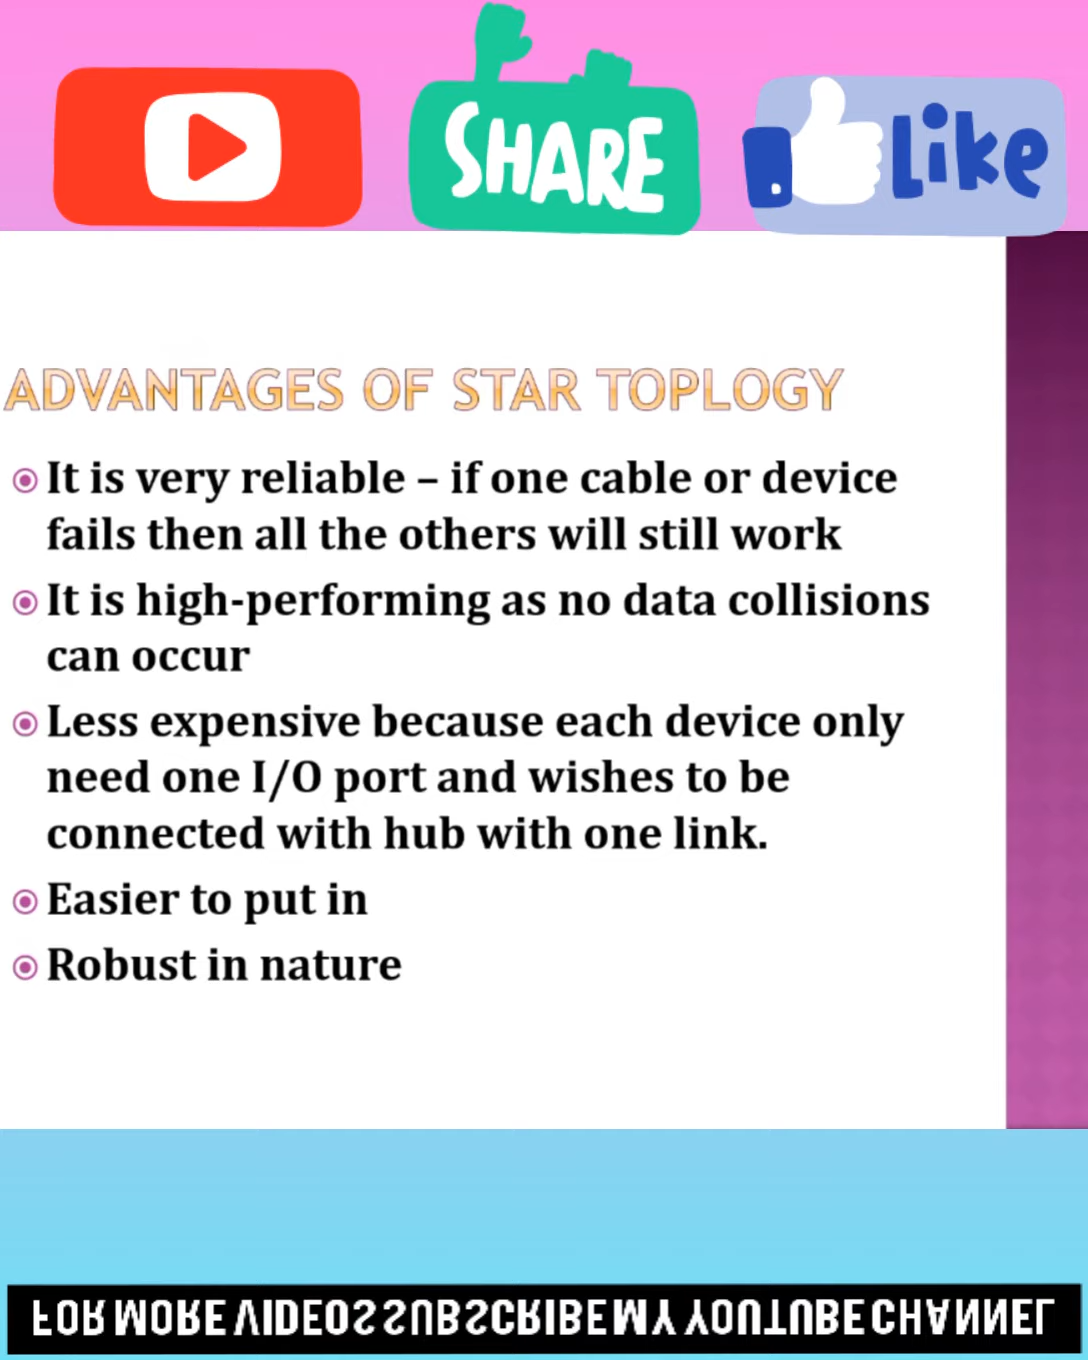 SHARE
Like
ADVANTAGES OF STAR TOPLOGY
It is very reliable – if one cable or device
fails then all the others will still work
It is high-performing as no data collisions
can occur
Less expensive because each device only
need one I/O port and wishes to be
connected with hub with one link.
Easier to put in
Robust in nature
FOR MORE VIDEOS SUBSCRIBE MY YOUTUBE CHANNEL